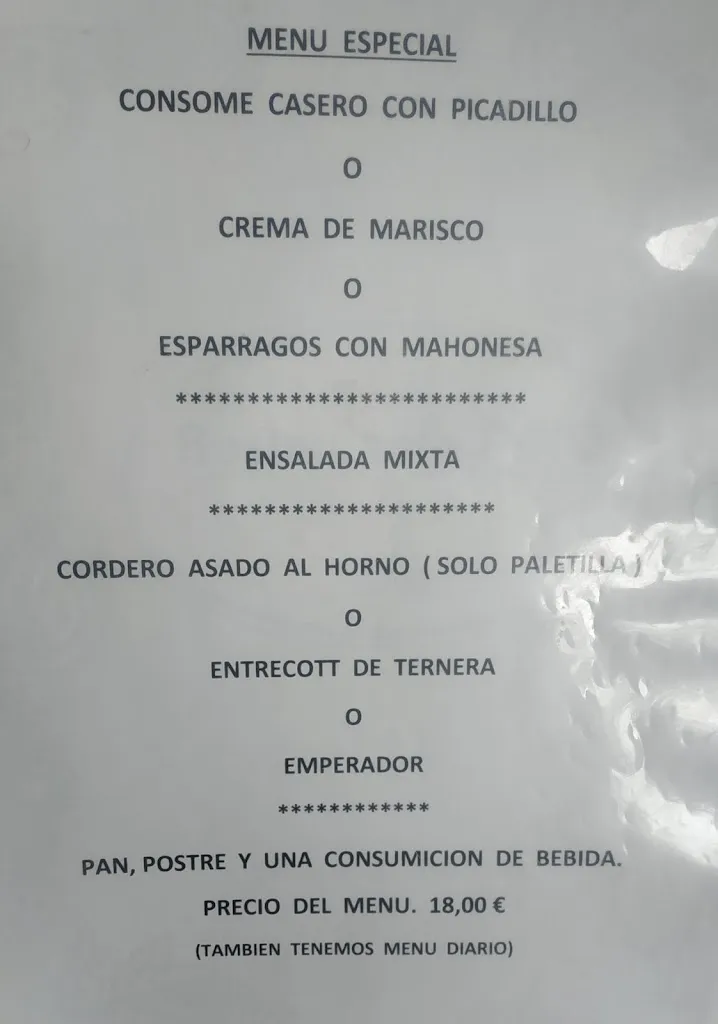 MENU ESPECIAL
CONSOME CASERO CON PICADILLO
O
CREMA DE MARISCO
O
ESPARRAGOS CON MAHONESA
*************************
ENSALADA MIXTA
*********************
CORDERO ASADO AL HORNO ( SOLO PALETILLA )
O
ENTRECOTT DE TERNERA
O
EMPERADOR
************
PAN, POSTRE Y UNA CONSUMICION DE BEBIDA.
PRECIO DEL MENU. 18,00 €
(TAMBIEN TENEMOS MENU DIARIO)